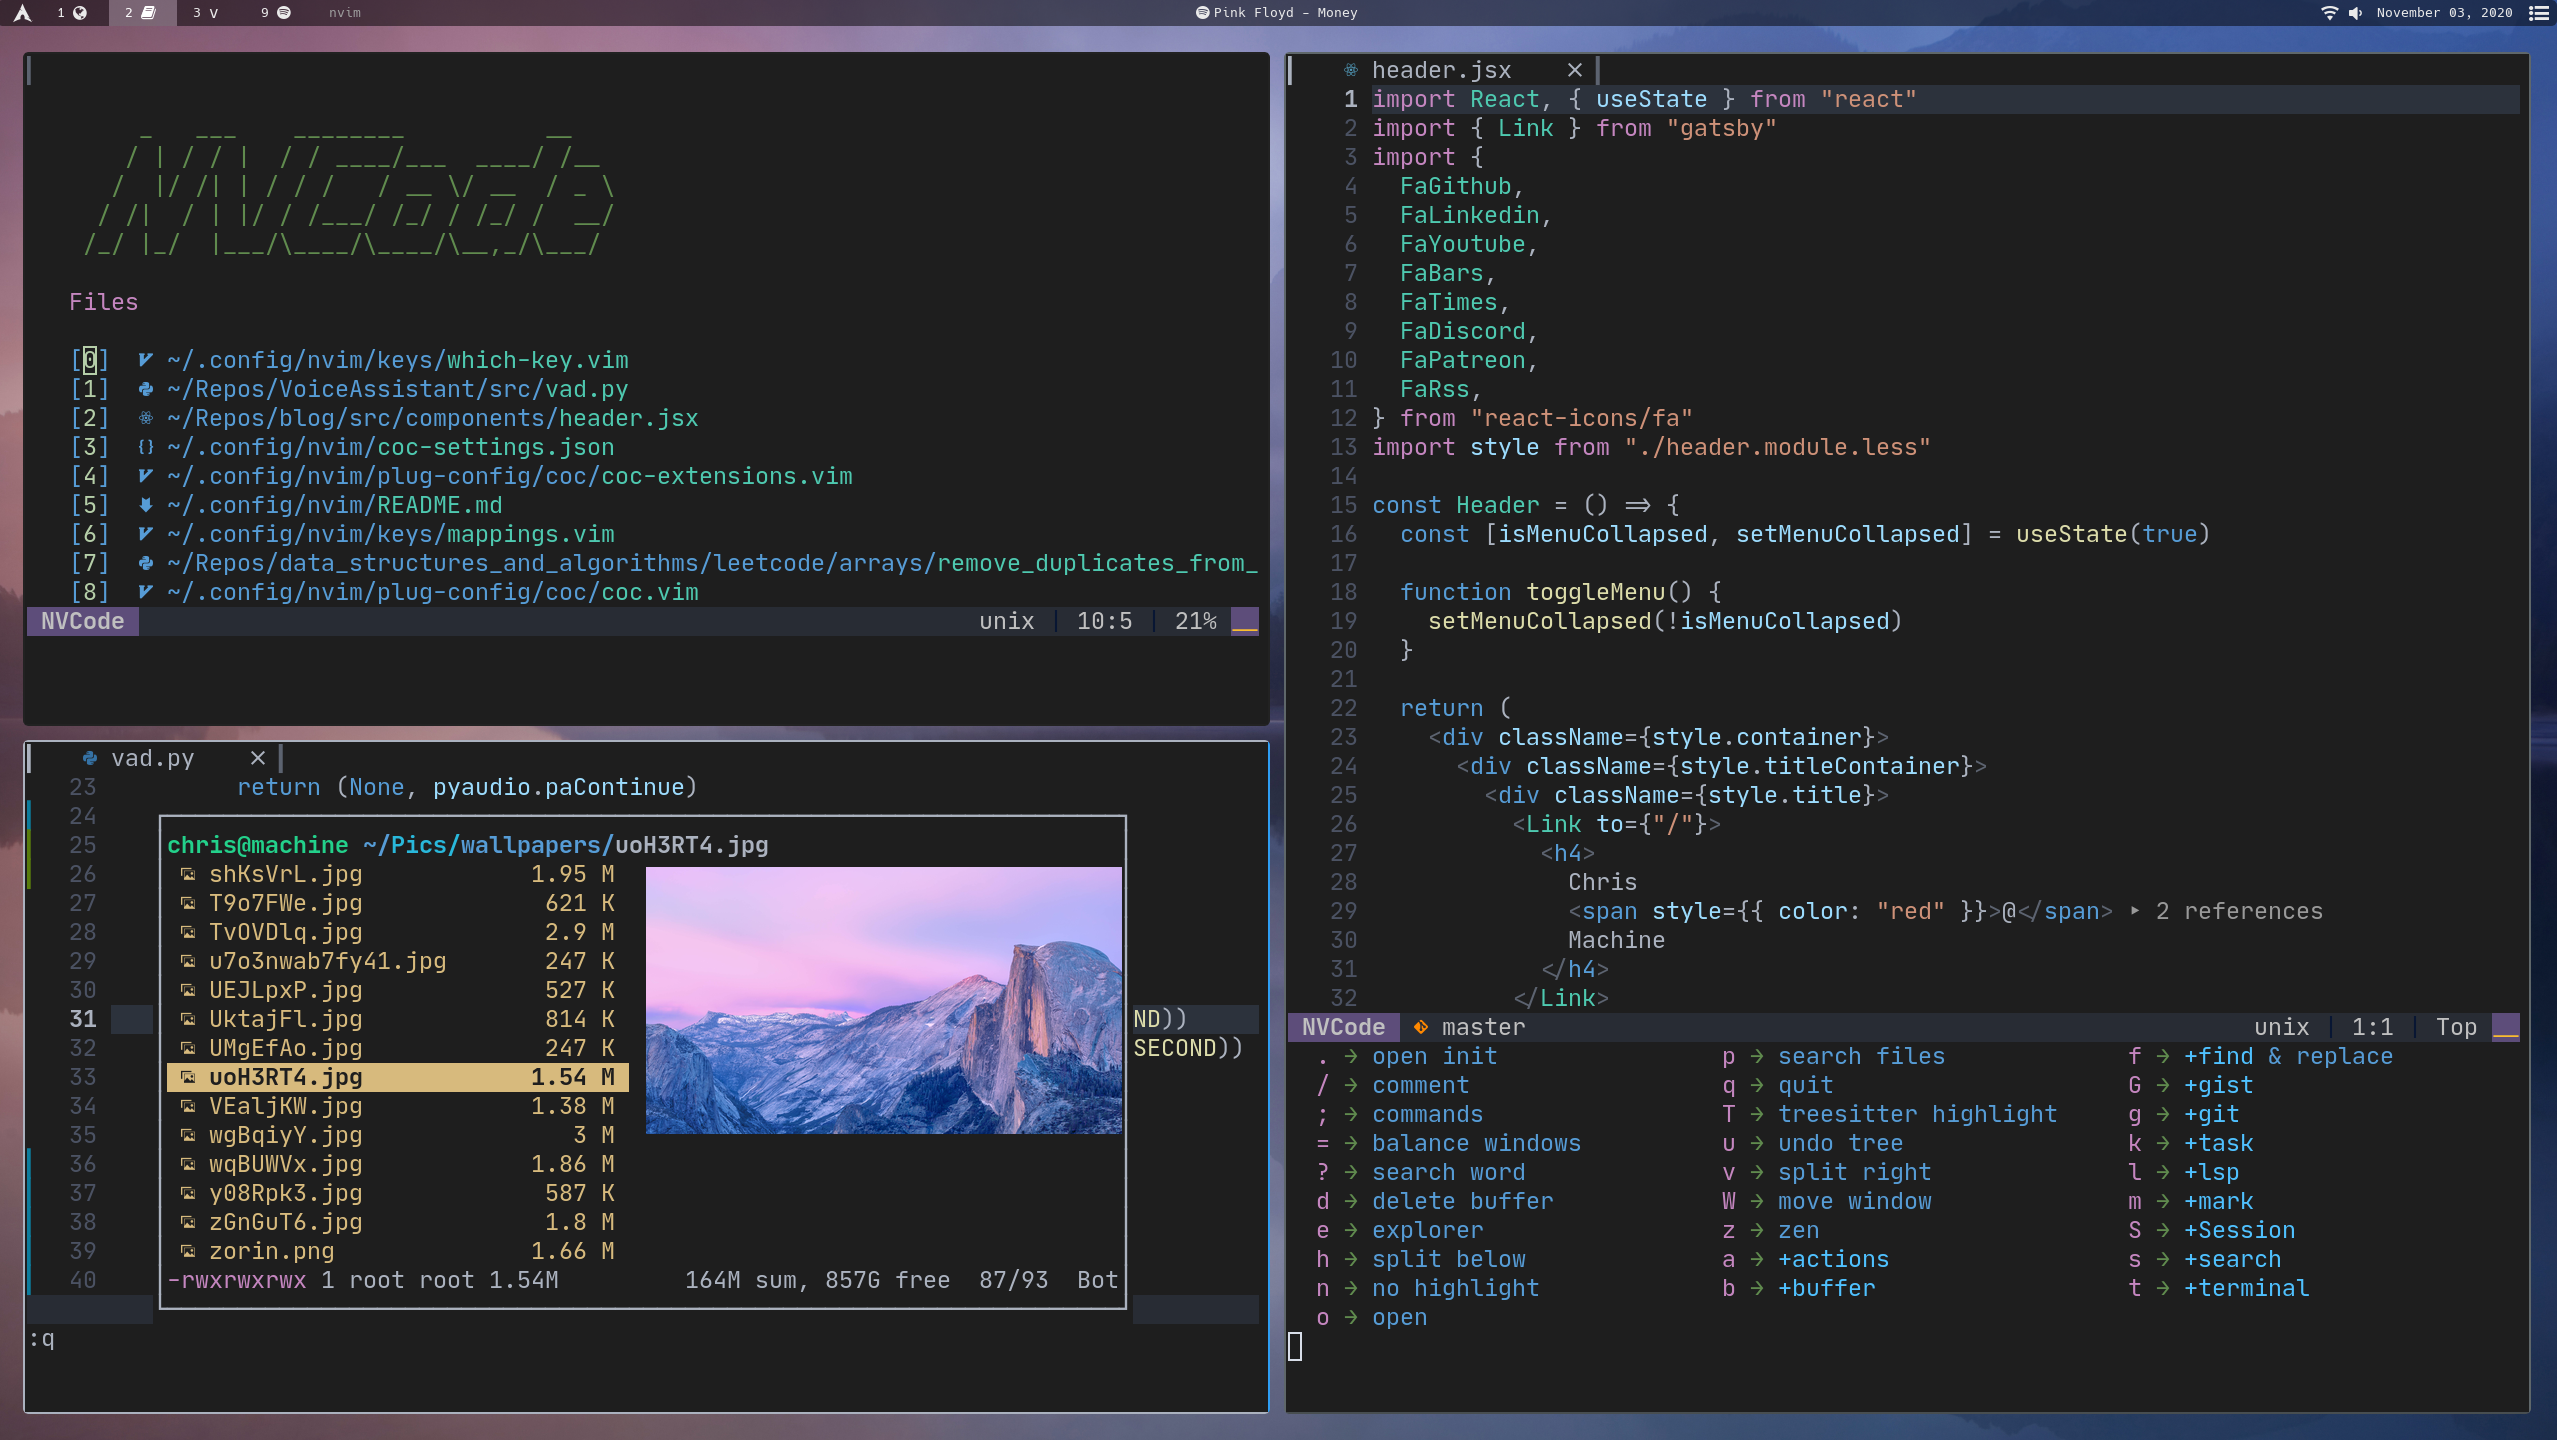 1 2 3 V 9 nvim
Pink Floyd - Money
November 03, 2020
NVCode
Files
[0] ~/.config/nvim/keys/which-key.vim
[1] ~/Repos/VoiceAssistant/src/vad.py
[2] ~/Repos/blog/src/components/header.jsx
[3] {} ~/.config/nvim/coc-settings.json
[4] ~/.config/nvim/plug-config/coc/coc-extensions.vim
[5] ~/.config/nvim/README.md
[6] ~/.config/nvim/keys/mappings.vim
[7] ~/Repos/data_structures_and_algorithms/leetcode/arrays/remove_duplicates_from_
[8] ~/.config/nvim/plug-config/coc/coc.vim
NVCode unix | 10:5 | 21%
vad.py ×
23 return (None, pyaudio.paContinue)
24
25 chris@machine ~/Pics/wallpapers/uoH3RT4.jpg
26 shKsVrL.jpg 1.95 M
27 T9o7FWe.jpg 621 K
28 TvOVDlq.jpg 2.9 M
29 u7o3nwab7fy41.jpg 247 K
30 UEJLpxP.jpg 527 K
31 UktajFl.jpg 814 K ND))
32 UMgEfAo.jpg 247 K SECOND))
33 uoH3RT4.jpg 1.54 M
34 VEaljKW.jpg 1.38 M
35 wgBqiyY.jpg 3 M
36 wqBUWVx.jpg 1.86 M
37 y08Rpk3.jpg 587 K
38 zGnGuT6.jpg 1.8 M
39 zorin.png 1.66 M
40 -rwxrwxrwx 1 root root 1.54M 164M sum, 857G free 87/93 Bot
:q
header.jsx ×
1 import React, { useState } from "react"
2 import { Link } from "gatsby"
3 import {
4 FaGithub,
5 FaLinkedin,
6 FaYoutube,
7 FaBars,
8 FaTimes,
9 FaDiscord,
10 FaPatreon,
11 FaRss,
12 } from "react-icons/fa"
13 import style from "./header.module.less"
14
15 const Header = () => {
16 const [isMenuCollapsed, setMenuCollapsed] = useState(true)
17
18 function toggleMenu() {
19 setMenuCollapsed(!isMenuCollapsed)
20 }
21
22 return (
23 <div className={style.container}>
24 <div className={style.titleContainer}>
25 <div className={style.title}>
26 <Link to={"/"}>
27 <h4>
28 Chris
29 <span style={{ color: "red" }}>@</span> ‣ 2 references
30 Machine
31 </h4>
32 </Link>
NVCode master unix | 1:1 | Top
. → open init p → search files f → +find & replace
/ → comment q → quit G → +gist
; → commands T → treesitter highlight g → +git
= → balance windows u → undo tree k → +task
? → search word v → split right l → +lsp
d → delete buffer W → move window m → +mark
e → explorer z → zen S → +Session
h → split below a → +actions s → +search
n → no highlight b → +buffer t → +terminal
o → open